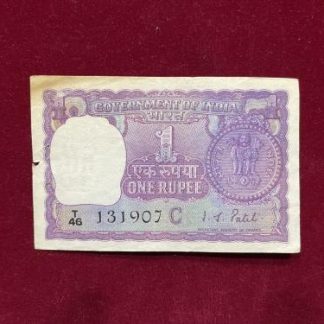 GOVERNMENT OF INDIA
भारत
1
एक रुपया
ONE RUPEE
T/46 131907 C